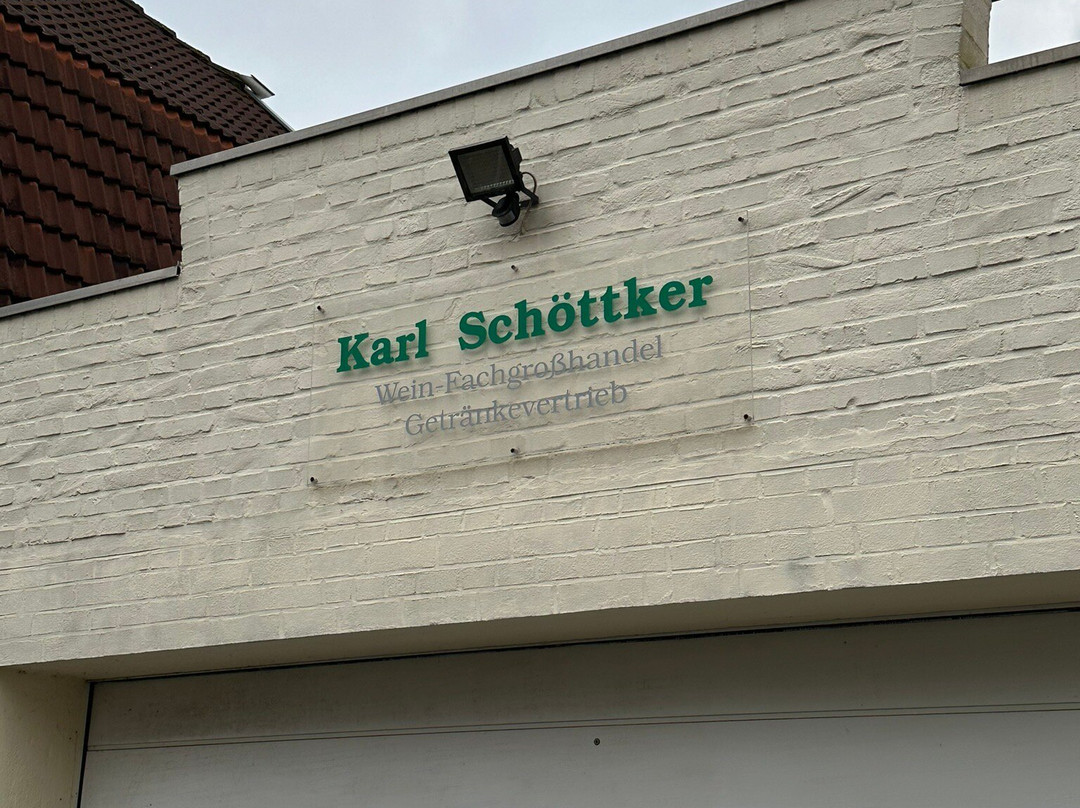 Karl Schöttker
Wein-Fachgroßhandel
Getränkevertrieb